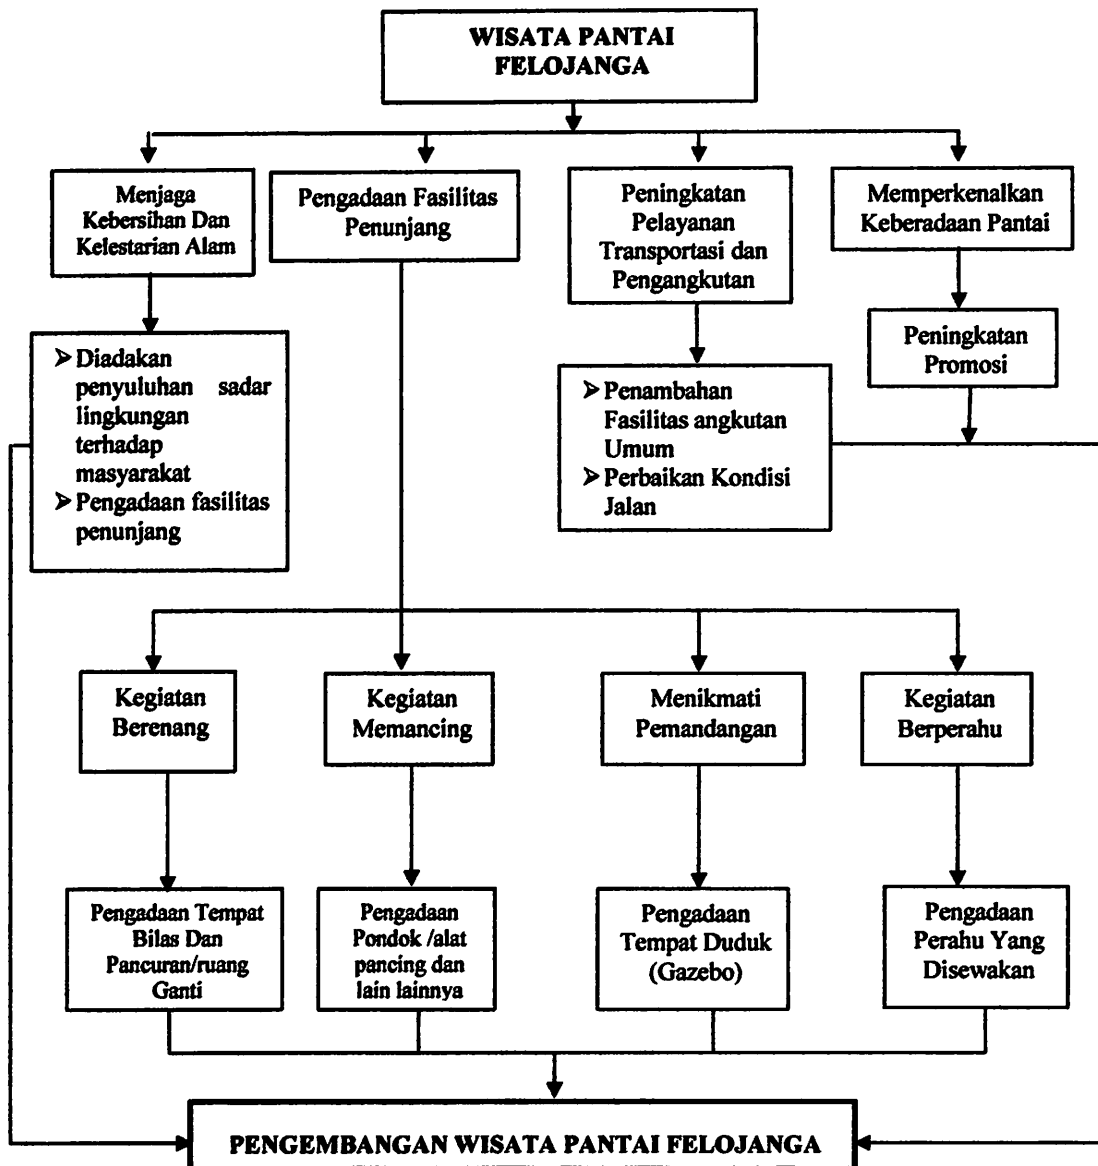 WISATA PANTAI
FELOJANGA
Menjaga
Kebersihan Dan
Kelestarian Alam
Pengadaan Fasilitas
Penunjang
Peningkatan
Pelayanan
Transportasi dan
Pengangkutan
Memperkenalkan
Keberadaan Pantai
➢ Diadakan
penyuluhan sadar
lingkungan
terhadap
masyarakat
➢ Pengadaan fasilitas
penunjang
➢ Penambahan
Fasilitas angkutan
Umum
➢ Perbaikan Kondisi
Jalan
Peningkatan
Promosi
Kegiatan
Berenang
Kegiatan
Memancing
Menikmati
Pemandangan
Kegiatan
Berperahu
Pengadaan Tempat
Bilas Dan
Pancuran/ruang
Ganti
Pengadaan
Pondok /alat
pancing dan
lain lainnya
Pengadaan
Tempat Duduk
(Gazebo)
Pengadaan
Perahu Yang
Disewakan
PENGEMBANGAN WISATA PANTAI FELOJANGA